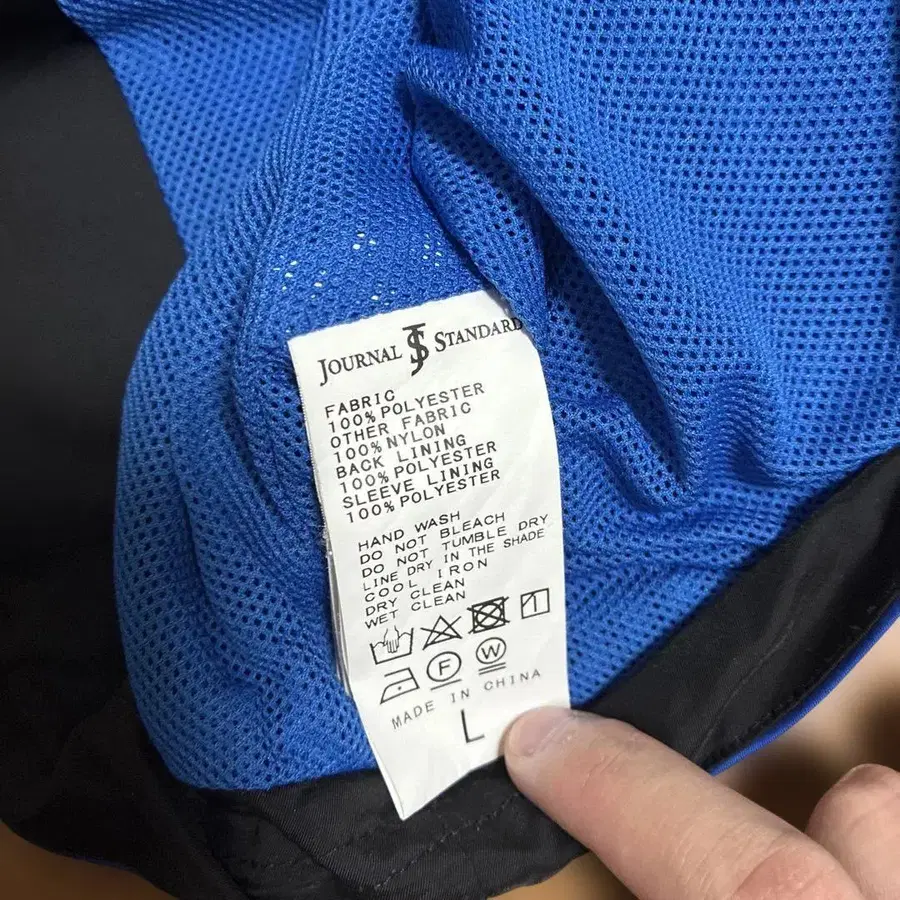 JOURNAL JS STANDARD
FABRIC
100% POLYESTER
OTHER FABRIC
100% NYLON
BACK LINING
100% POLYESTER
SLEEVE LINING
100% POLYESTER
HAND WASH
DO NOT BLEACH
DO NOT TUMBLE DRY
LINE DRY IN THE SHADE
COOL IRON
DRY CLEAN
WET CLEAN
F W
MADE IN CHINA
L